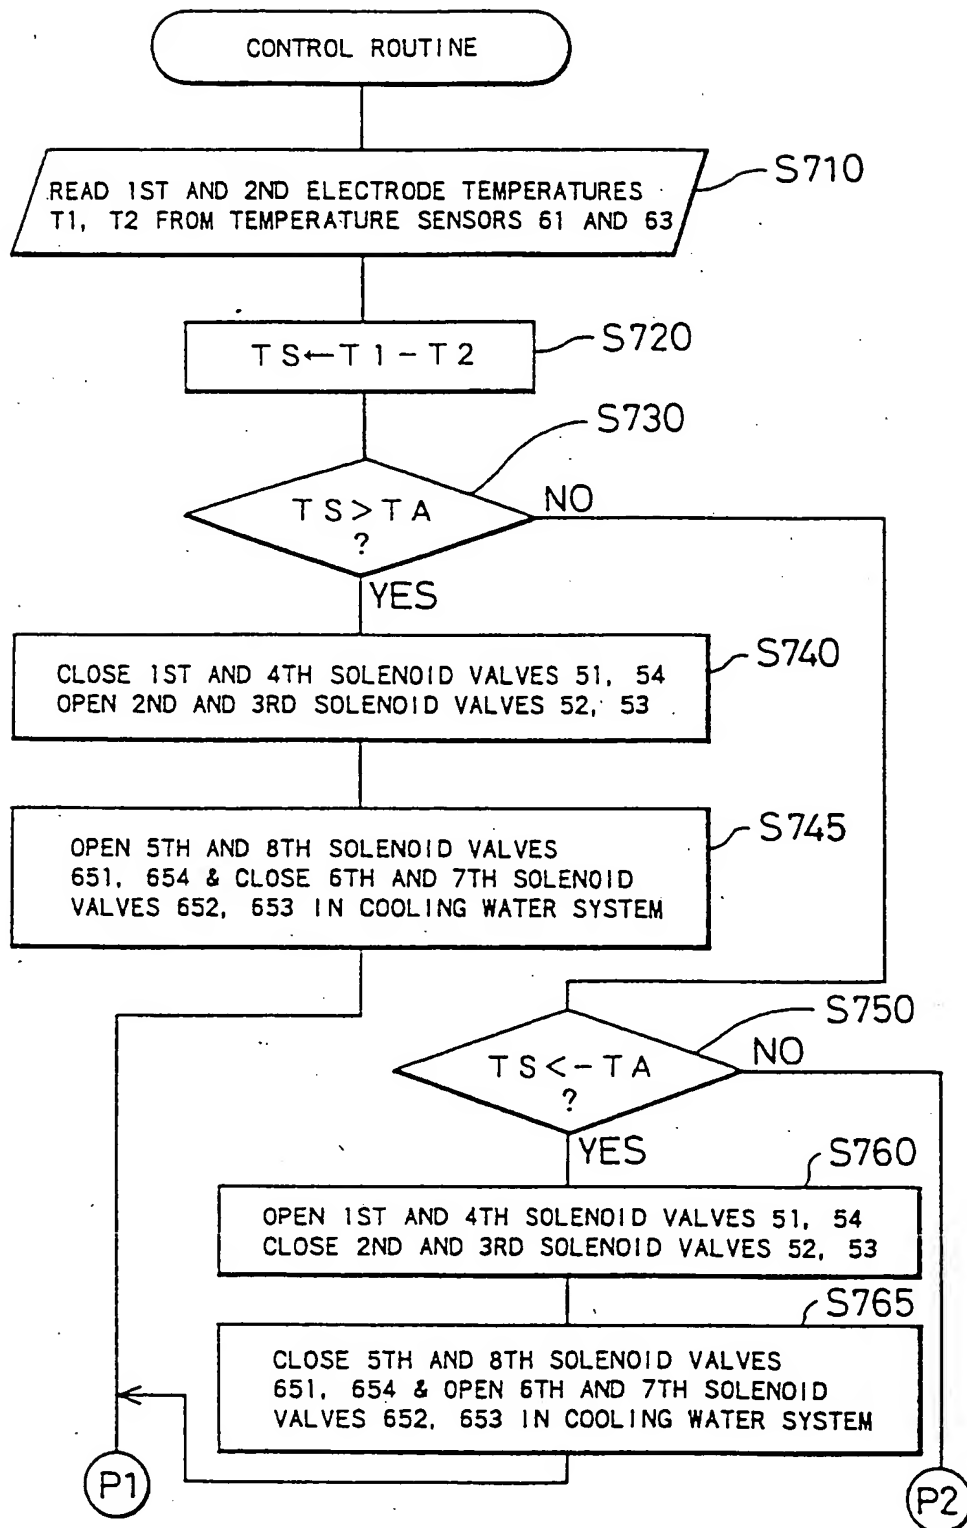 CONTROL ROUTINE
S710
READ 1ST AND 2ND ELECTRODE TEMPERATURES
T1, T2 FROM TEMPERATURE SENSORS 61 AND 63
S720
TS←T1-T2
S730
TS>TA
?
NO
YES
S740
CLOSE 1ST AND 4TH SOLENOID VALVES 51, 54
OPEN 2ND AND 3RD SOLENOID VALVES 52, 53
S745
OPEN 5TH AND 8TH SOLENOID VALVES
651, 654 & CLOSE 6TH AND 7TH SOLENOID
VALVES 652, 653 IN COOLING WATER SYSTEM
S750
TS<-TA
?
NO
YES
S760
OPEN 1ST AND 4TH SOLENOID VALVES 51, 54
CLOSE 2ND AND 3RD SOLENOID VALVES 52, 53
S765
CLOSE 5TH AND 8TH SOLENOID VALVES
651, 654 & OPEN 6TH AND 7TH SOLENOID
VALVES 652, 653 IN COOLING WATER SYSTEM
P1
P2